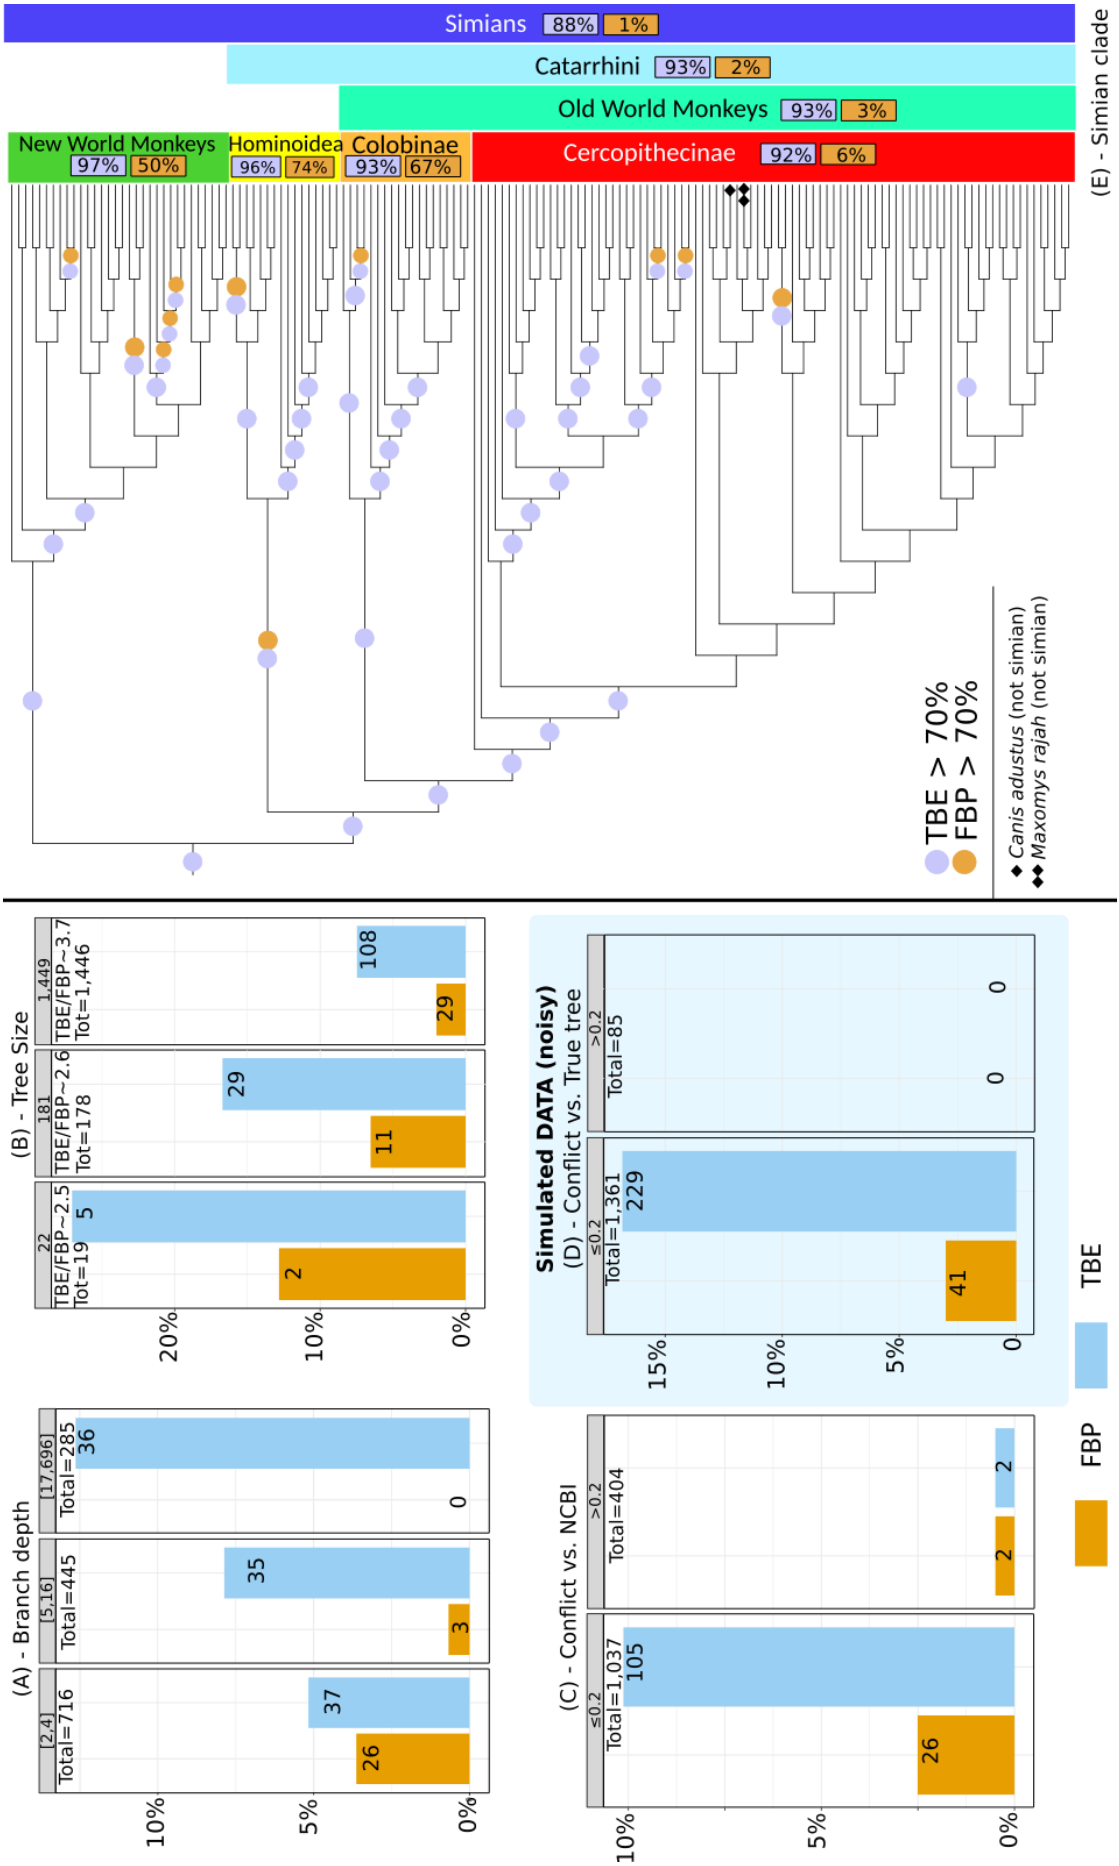 Simians 88% 1%
Catarrhini 93% 2%
Old World Monkeys 93% 3%
New World Monkeys
97% 50%
Hominoidea
96% 74%
Colobinae
93% 67%
Cercopithecinae 92% 6%
TBE > 70%
FBP > 70%
◆ Canis adustus (not simian)
◆◆ Maxomys rajah (not simian)
(E) - Simian clade
(A) - Branch depth
[2,4]
Total=716
26
37
[5,16]
Total=445
3
35
[17,696]
Total=285
0
36
10%
5%
0%
(B) - Tree Size
22
TBE/FBP~2.5
Tot=19
2
5
181
TBE/FBP~2.6
Tot=178
11
29
1,449
TBE/FBP~3.7
Tot=1,446
29
108
20%
10%
0%
(C) - Conflict vs. NCBI
≤0.2
Total=1,037
26
105
>0.2
Total=404
2
2
10%
5%
0%
Simulated DATA (noisy)
(D) - Conflict vs. True tree
≤0.2
Total=1,361
41
229
>0.2
Total=85
0
0
15%
10%
5%
0
FBP
TBE